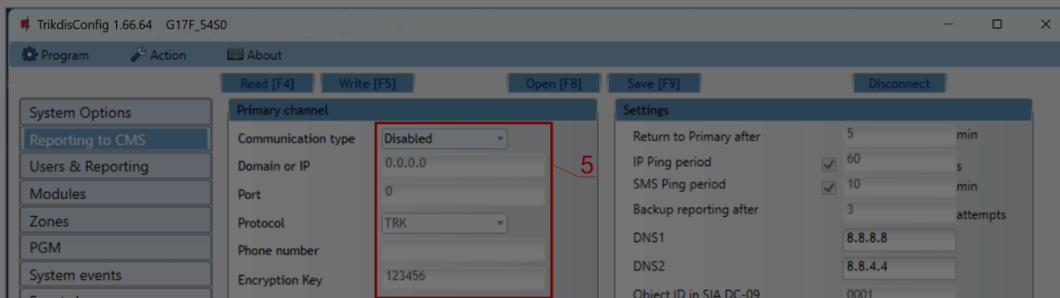 TrikdisConfig 1.66.64 G17F_54S0
Program Action About
Read [F4] Write [F5] Open [F8] Save [F9] Disconnect
System Options
Reporting to CMS
Users & Reporting
Modules
Zones
PGM
System events
Primary channel
Communication type Disabled
Domain or IP 0.0.0.0
Port 0
Protocol TRK
Phone number
Encryption Key 123456
5
Settings
Return to Primary after 5 min
IP Ping period 60 s
SMS Ping period 10 min
Backup reporting after 3 attempts
DNS1 8.8.8.8
DNS2 8.8.4.4
Object ID in SIA DC-09 0001